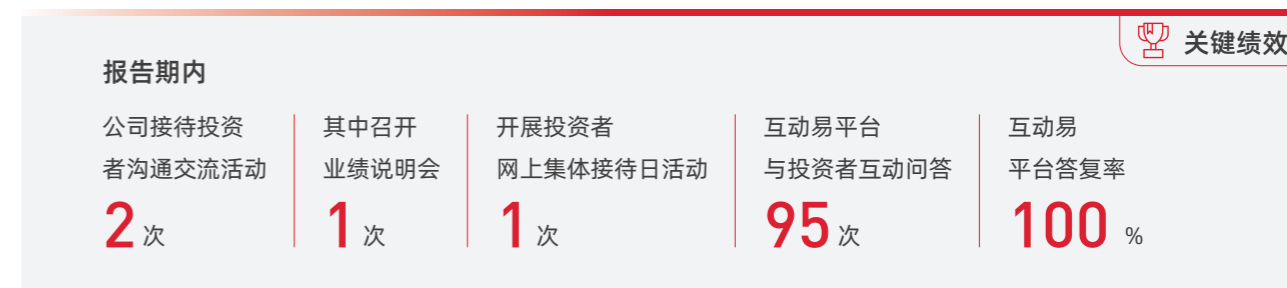 关键绩效
报告期内
公司接待投资
者沟通交流活动
2 次
其中召开
业绩说明会
1 次
开展投资者
网上集体接待日活动
1 次
互动易平台
与投资者互动问答
95 次
互动易
平台答复率
100 %